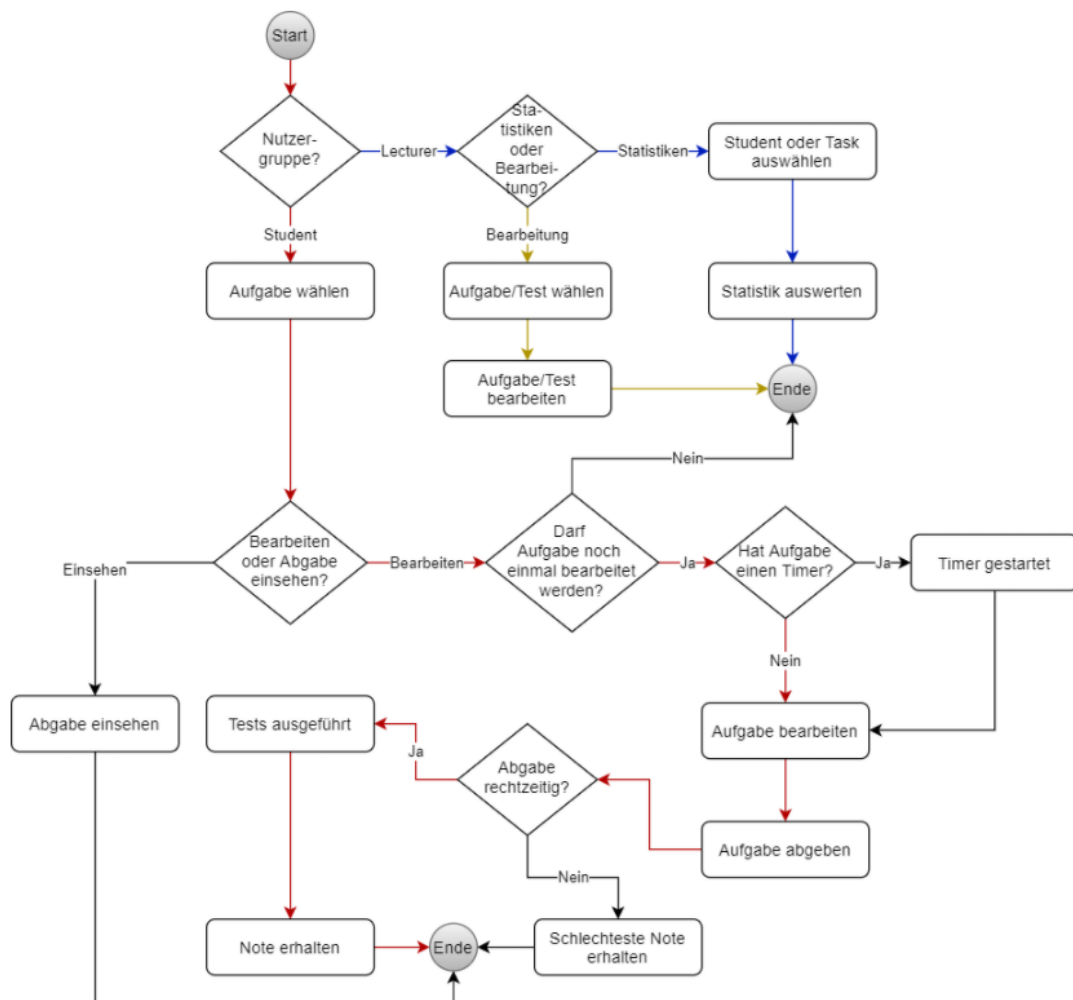 Start
Nutzer-
gruppe?
Lecturer
Sta-
tistiken
oder
Bearbei-
tung?
Statistiken
Student oder Task
auswählen
Student
Bearbeitung
Aufgabe wählen
Aufgabe/Test wählen
Statistik auswerten
Aufgabe/Test
bearbeiten
Ende
Nein
Bearbeiten
oder Abgabe
einsehen?
Einsehen
Bearbeiten
Darf
Aufgabe noch
einmal bearbeitet
werden?
Ja
Hat Aufgabe
einen Timer?
Ja
Timer gestartet
Nein
Abgabe einsehen
Tests ausgeführt
Ja
Abgabe
rechtzeitig?
Aufgabe bearbeiten
Aufgabe abgeben
Nein
Note erhalten
Ende
Schlechteste Note
erhalten